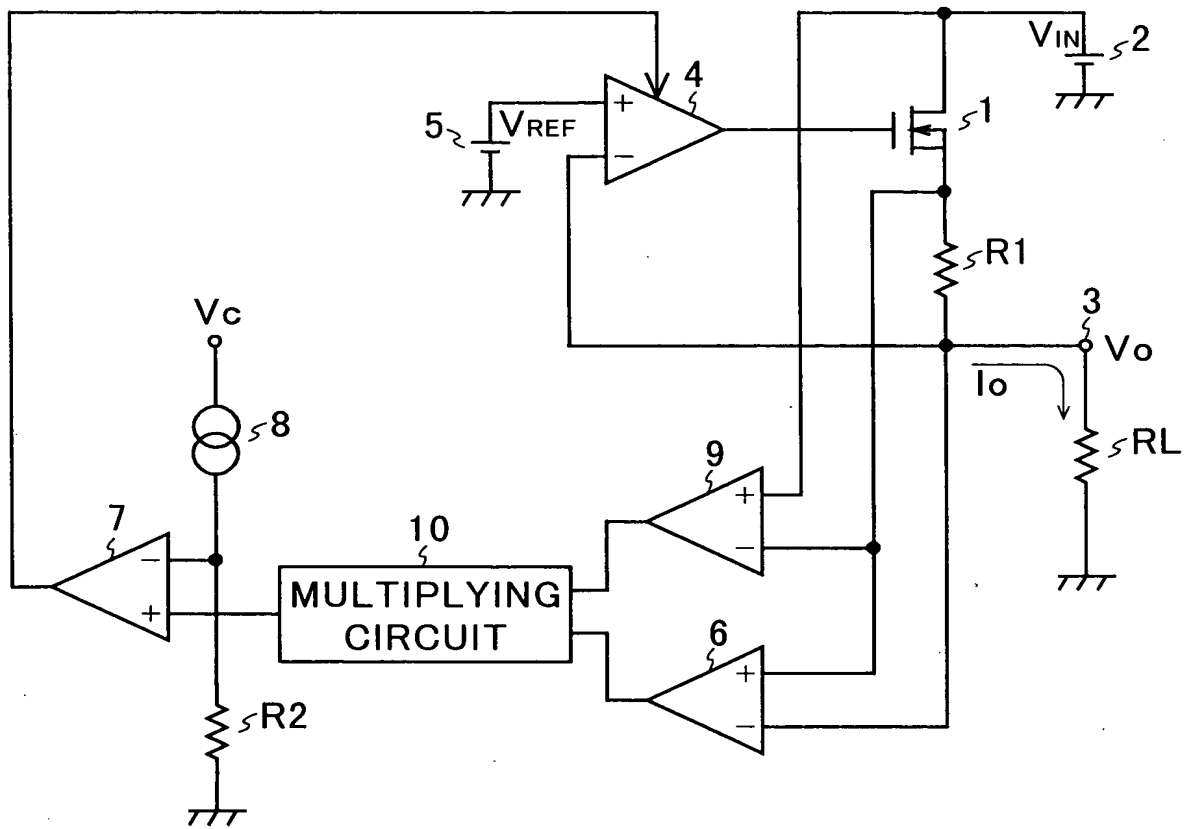 VIN 2
4
+
5 VREF
1
−
R1
Vc
3
Vo
Io
8
RL
9
+
7
10
−
−
MULTIPLYING
CIRCUIT
+
6
+
R2
−